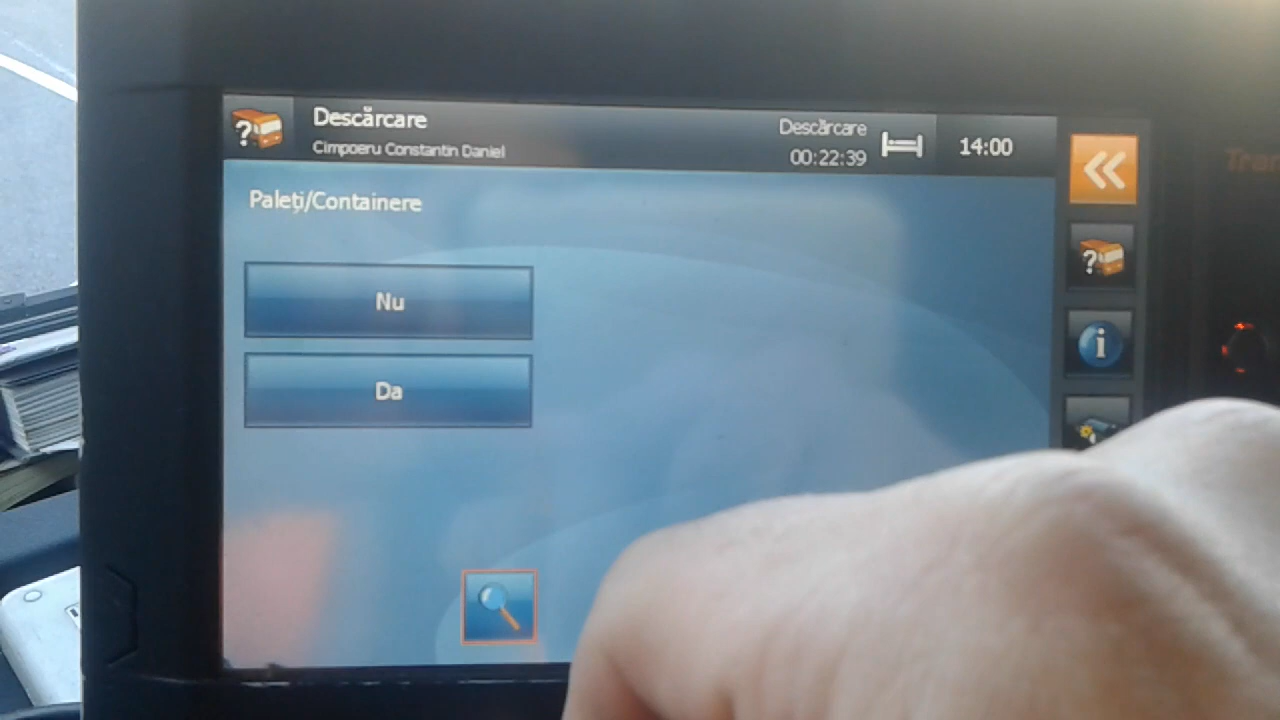 Descărcare
Cimpoeru Constantin Daniel
Descărcare
00:22:39
14:00
Paleți/Containere
Nu
Da